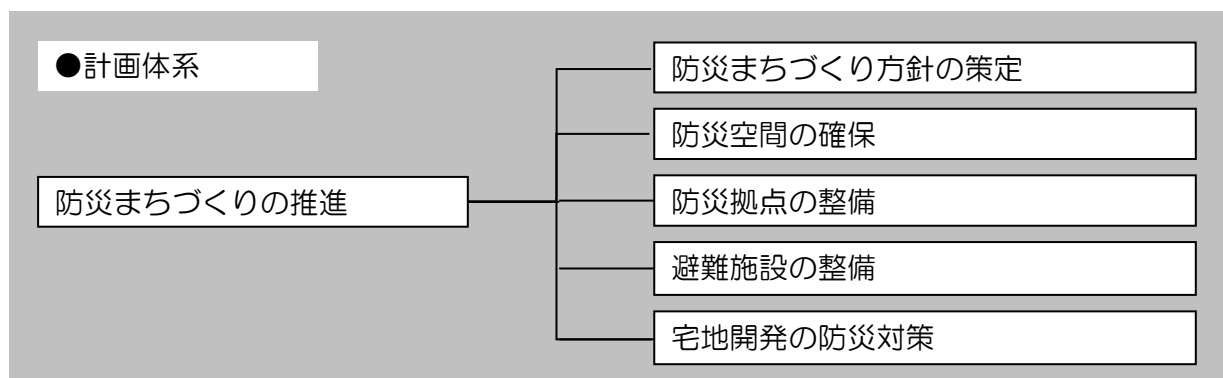 ●計画体系
防災まちづくりの推進
防災まちづくり方針の策定
防災空間の確保
防災拠点の整備
避難施設の整備
宅地開発の防災対策